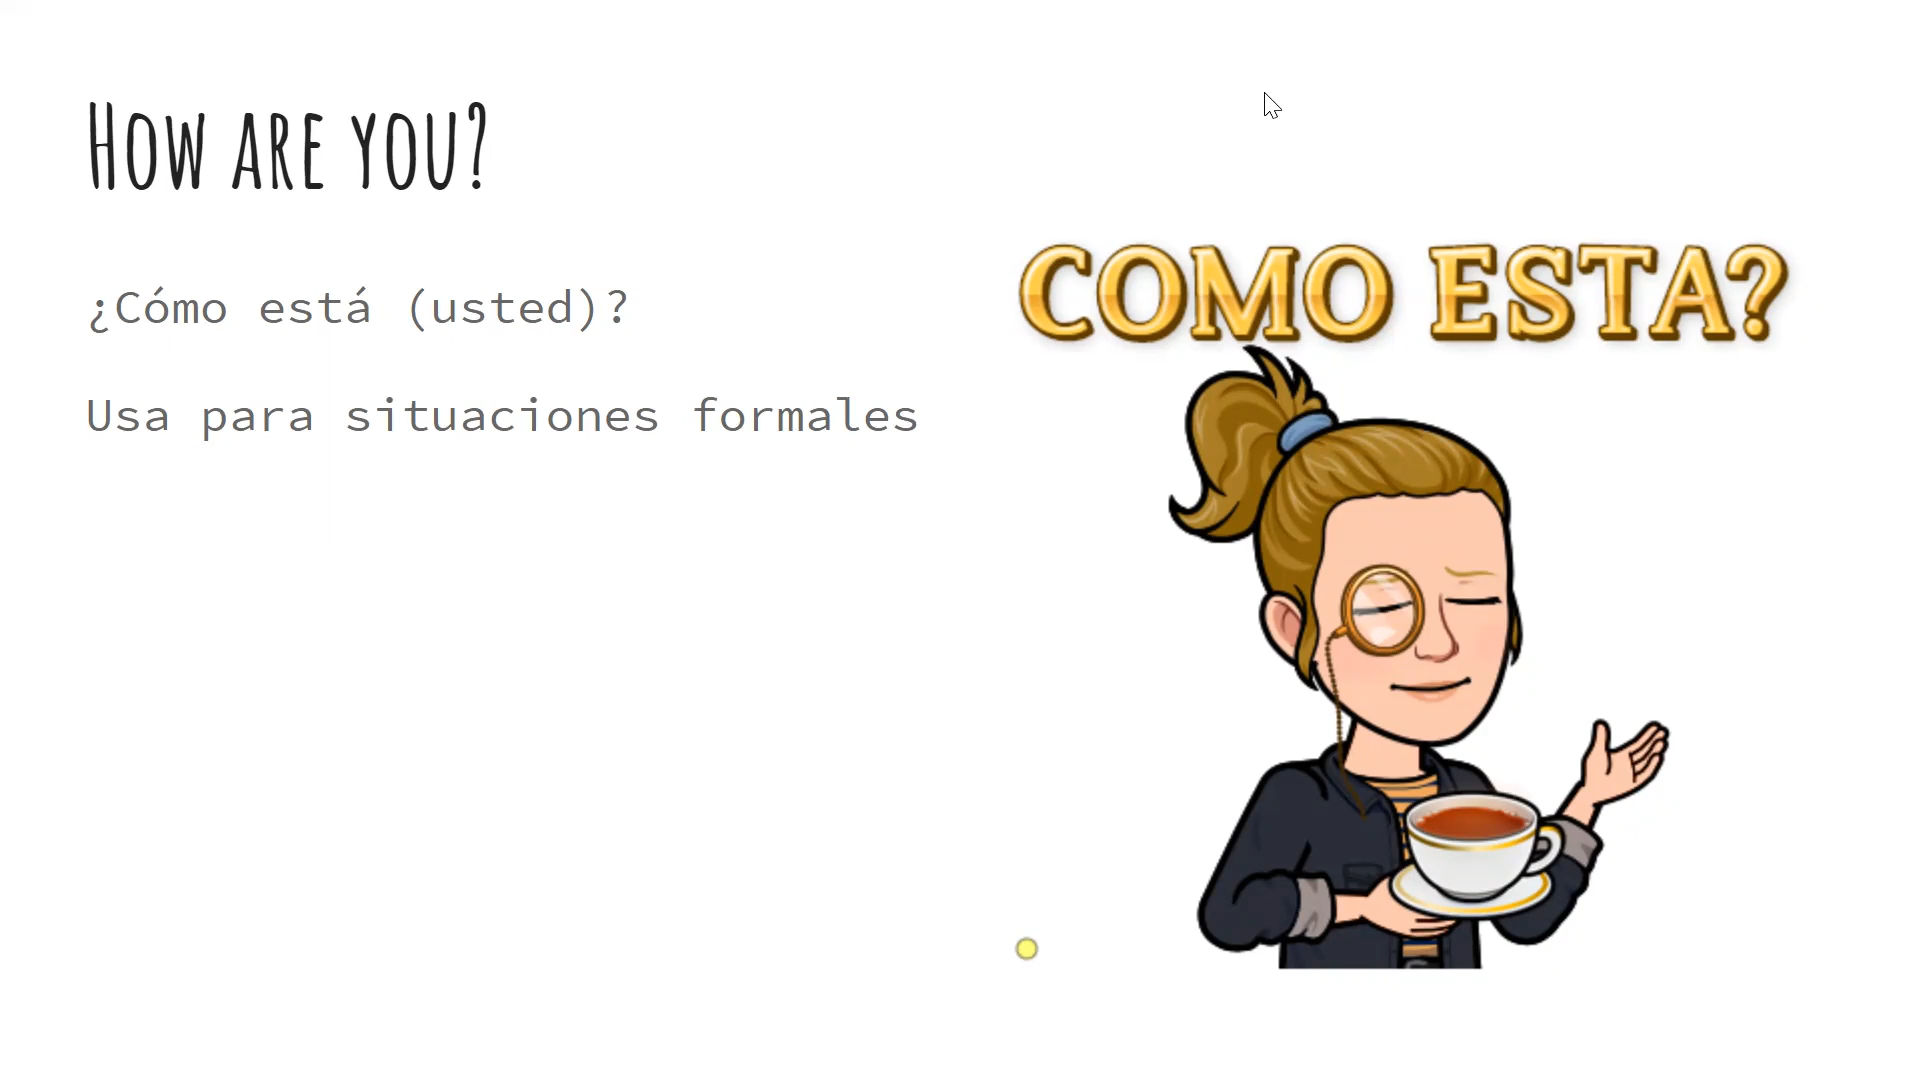 How are you?
¿Cómo está (usted)?
Usa para situaciones formales
COMO ESTA?